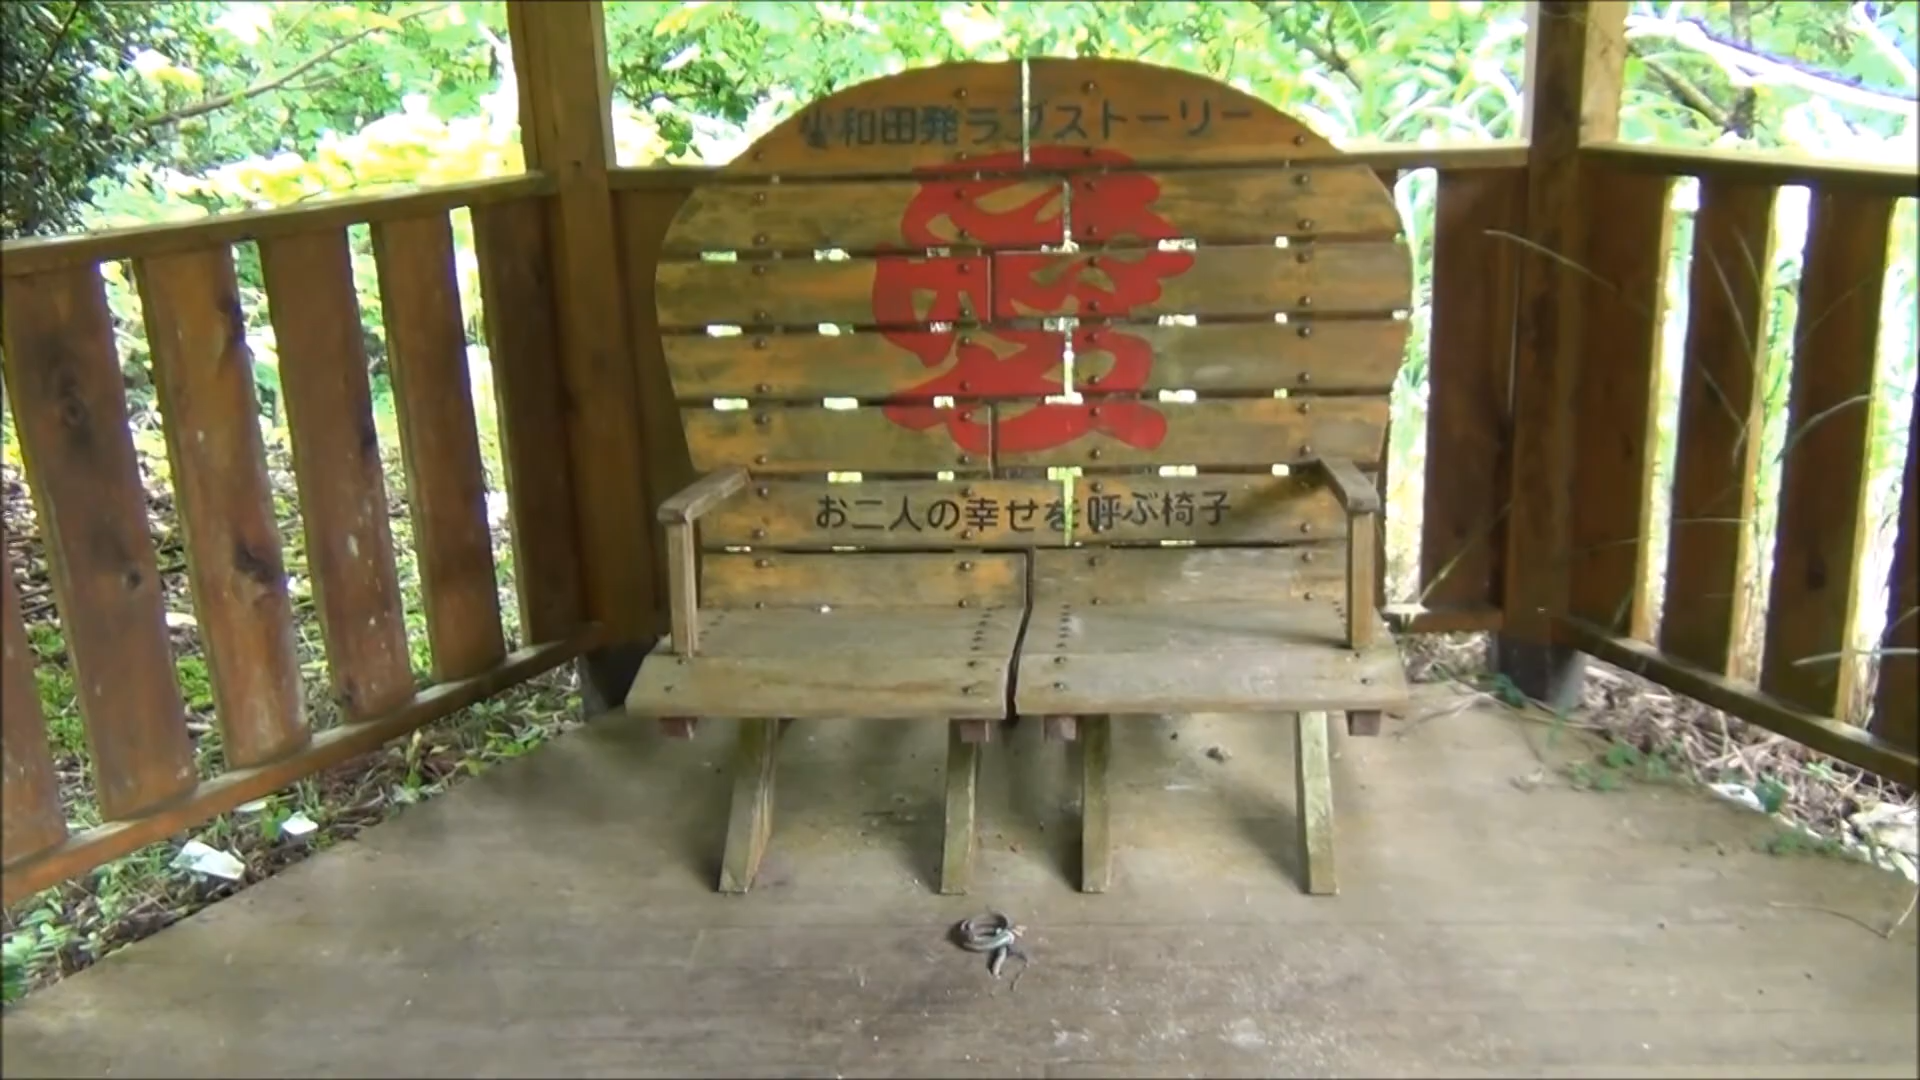 小和田発ラブストーリー
愛
お二人の幸せを呼ぶ椅子